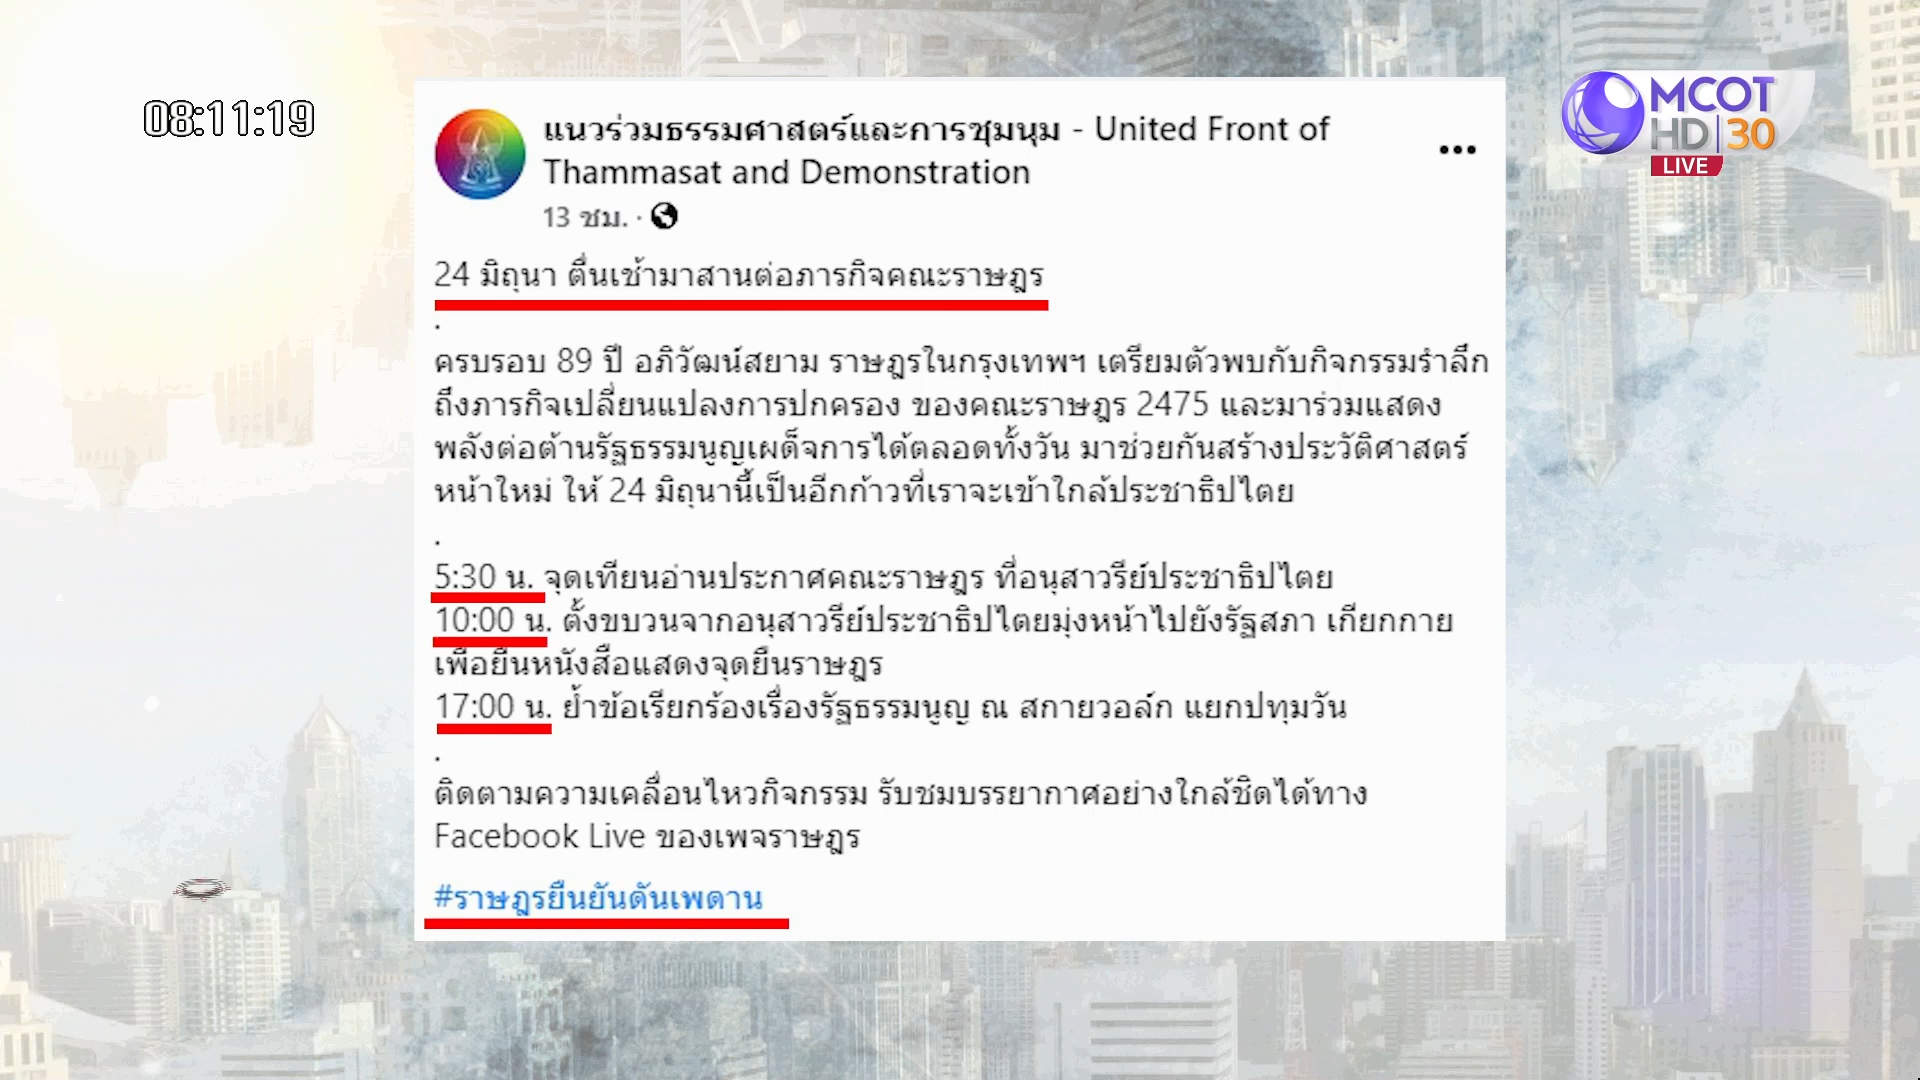 08:11:19
MCOT
HD 30
LIVE
แนวร่วมธรรมศาสตร์และการชุมนุม - United Front of
Thammasat and Demonstration
13 ชม. ·
24 มิถุนา ตื่นเช้ามาสานต่อภารกิจคณะราษฎร
.
ครบรอบ 89 ปี อภิวัฒน์สยาม ราษฎรในกรุงเทพฯ เตรียมตัวพบกับกิจกรรมรำลึก
ถึงภารกิจเปลี่ยนแปลงการปกครอง ของคณะราษฎร 2475 และมาร่วมแสดง
พลังต่อต้านรัฐธรรมนูญเผด็จการได้ตลอดทั้งวัน มาช่วยกันสร้างประวัติศาสตร์
หน้าใหม่ ให้ 24 มิถุนานี้เป็นอีกก้าวที่เราจะเข้าใกล้ประชาธิปไตย
.
5:30 น. จุดเทียนอ่านประกาศคณะราษฎร ที่อนุสาวรีย์ประชาธิปไตย
10:00 น. ตั้งขบวนจากอนุสาวรีย์ประชาธิปไตยมุ่งหน้าไปยังรัฐสภา เกียกกาย
เพื่อยื่นหนังสือแสดงจุดยืนราษฎร
17:00 น. ย้ำข้อเรียกร้องเรื่องรัฐธรรมนูญ ณ สกายวอล์ก แยกปทุมวัน
.
ติดตามความเคลื่อนไหวกิจกรรม รับชมบรรยากาศอย่างใกล้ชิดได้ทาง
Facebook Live ของเพจราษฎร
#ราษฎรยืนยันดันเพดาน